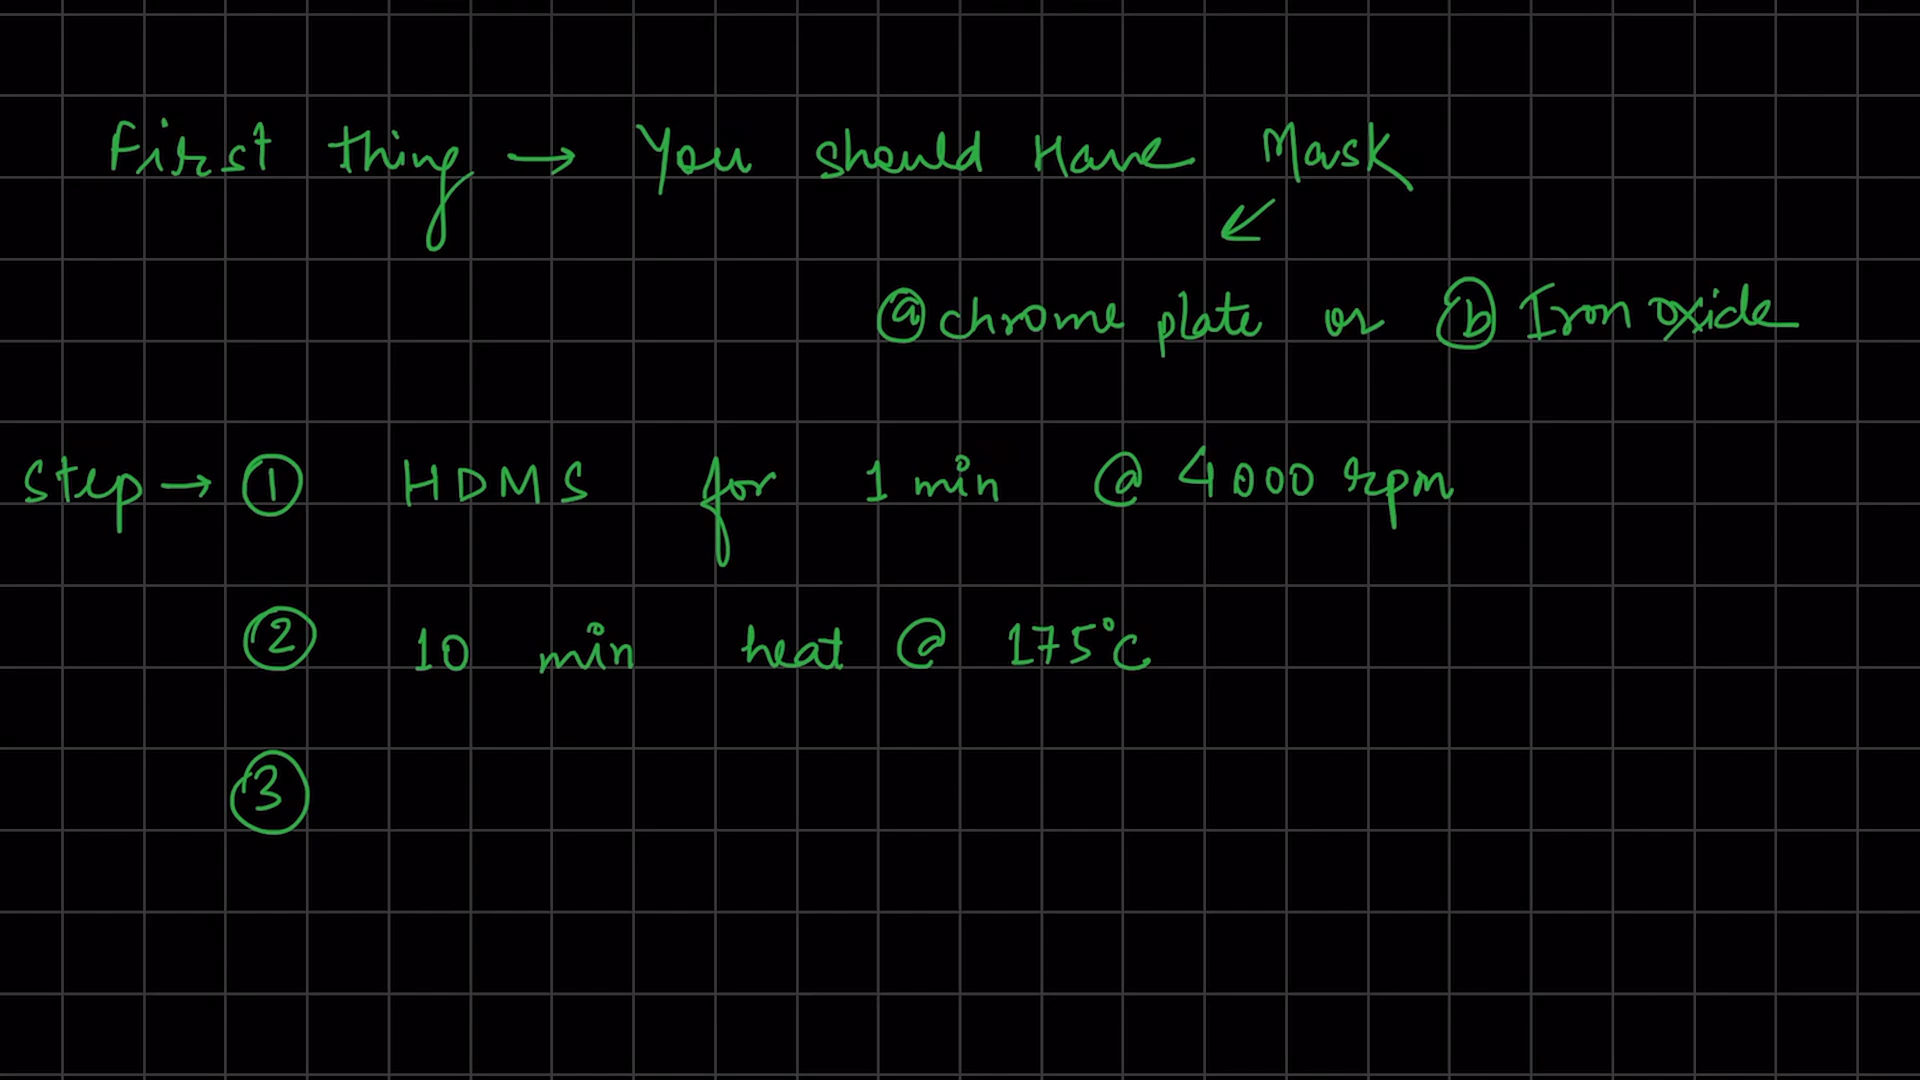 First thing → You should Have Mask
↙
ⓐ chrome plate or ⓑ Iron oxide
Step → ① HDMS for 1 min @ 4000 rpm
② 10 min heat @ 175°C
③